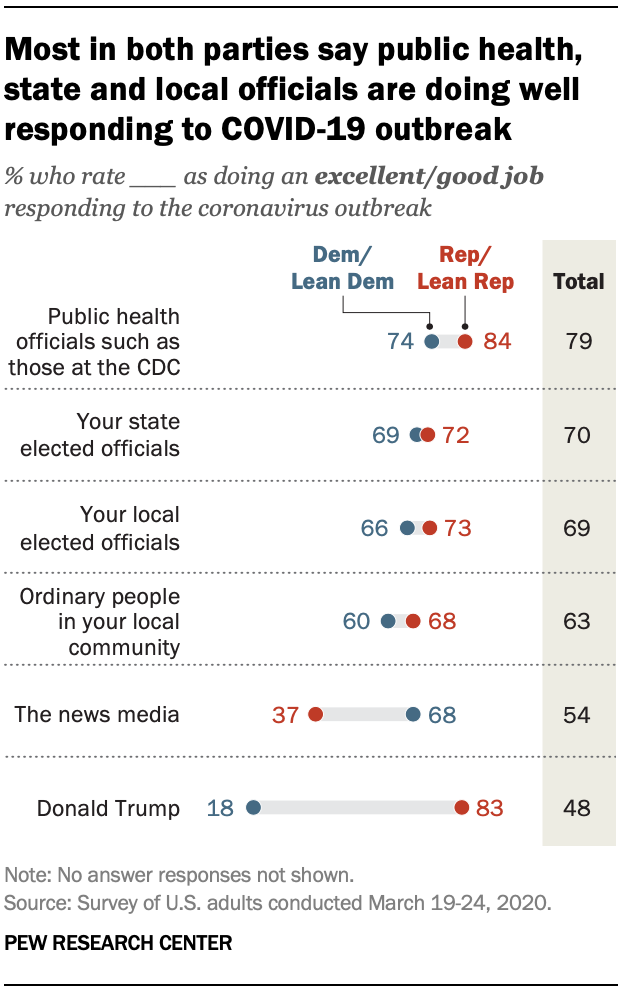 Most in both parties say public health,
state and local officials are doing well
responding to COVID-19 outbreak
% who rate ___ as doing an excellent/good job
responding to the coronavirus outbreak
Dem/
Lean Dem
Rep/
Lean Rep
Total
Public health
officials such as
those at the CDC
74 84 79
Your state
elected officials
69 72 70
Your local
elected officials
66 73 69
Ordinary people
in your local
community
60 68 63
The news media 37 68 54
Donald Trump 18 83 48
Note: No answer responses not shown.
Source: Survey of U.S. adults conducted March 19-24, 2020.
PEW RESEARCH CENTER